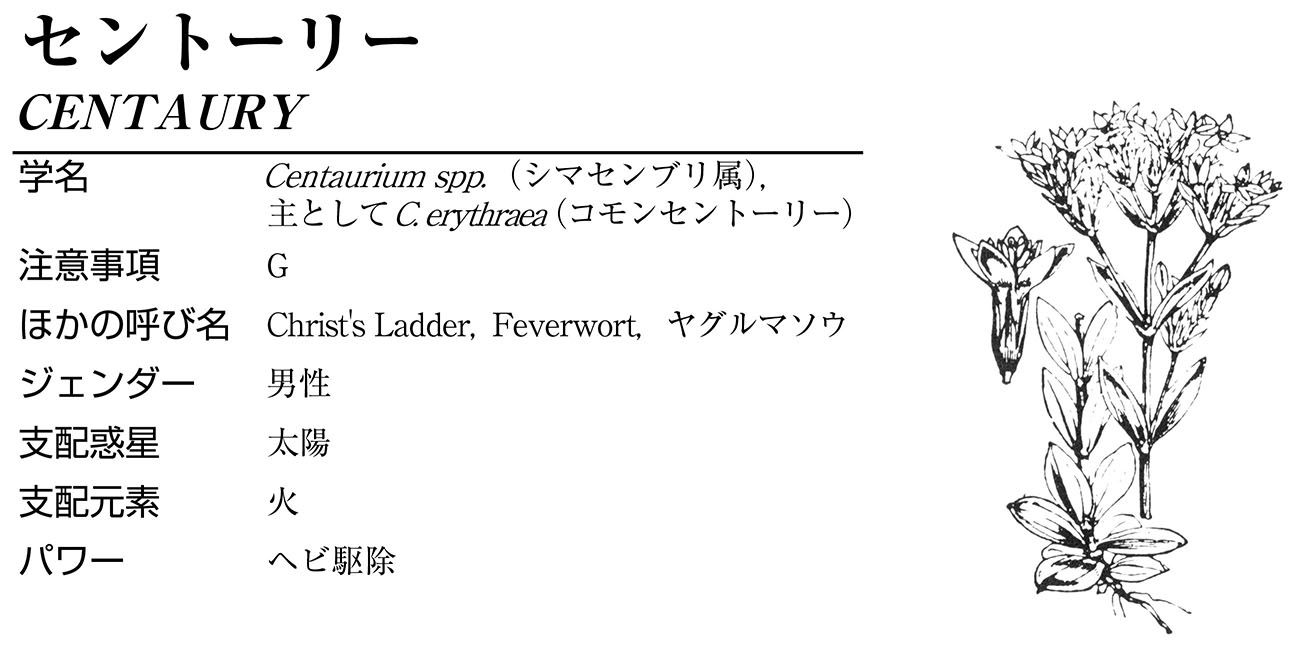 セントーリー
CENTAURY
学名 Centaurium spp.（シマセンブリ属），
主として C. erythraea（コモンセントーリー）
注意事項 G
ほかの呼び名 Christ's Ladder, Feverwort, ヤグルマソウ
ジェンダー 男性
支配惑星 太陽
支配元素 火
パワー ヘビ駆除